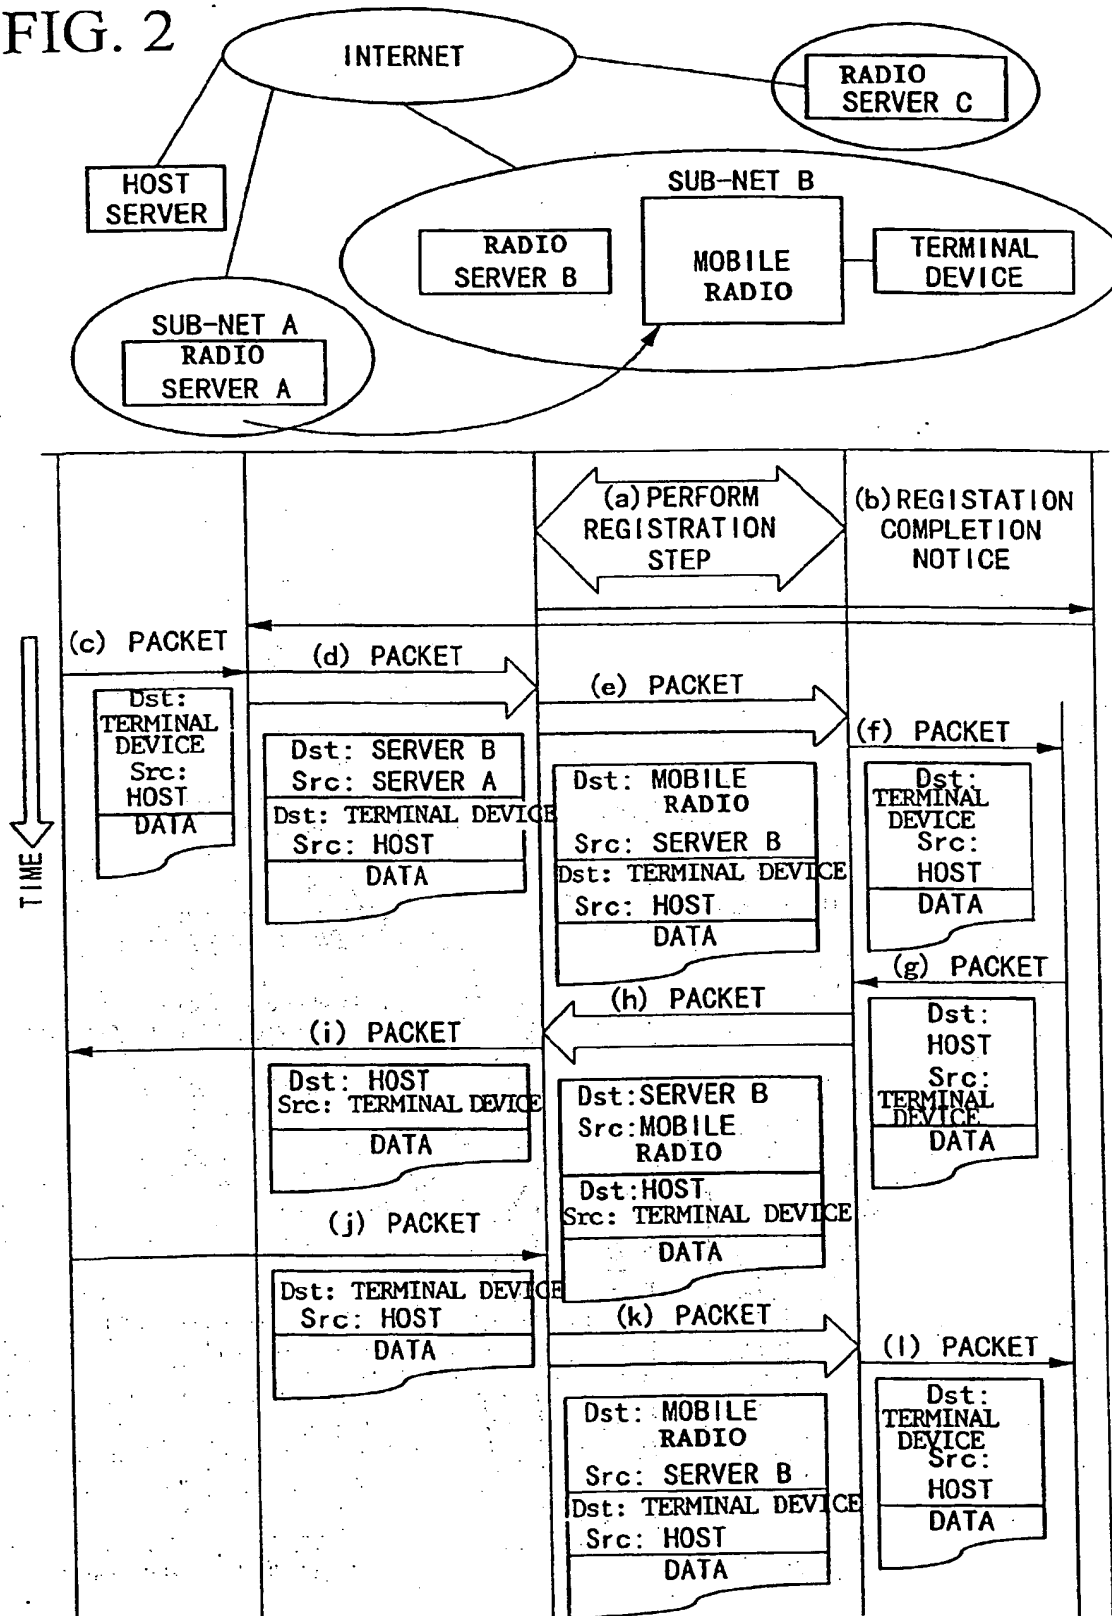 FIG. 2
INTERNET
RADIO
SERVER C
HOST
SERVER
SUB-NET B
RADIO
SERVER B
MOBILE
RADIO
TERMINAL
DEVICE
SUB-NET A
RADIO
SERVER A
(a) PERFORM
REGISTRATION
STEP
(b) REGISTATION
COMPLETION
NOTICE
TIME
(c) PACKET
Dst:
TERMINAL
DEVICE
Src:
HOST
DATA
(d) PACKET
Dst: SERVER B
Src: SERVER A
Dst: TERMINAL DEVICE
Src: HOST
DATA
(e) PACKET
Dst: MOBILE
RADIO
Src: SERVER B
Dst: TERMINAL DEVICE
Src: HOST
DATA
(f) PACKET
Dst:
TERMINAL
DEVICE
Src:
HOST
DATA
(g) PACKET
Dst:
HOST
Src:
TERMINAL
DEVICE
DATA
(h) PACKET
Dst:SERVER B
Src:MOBILE
RADIO
Dst:HOST
Src: TERMINAL DEVICE
DATA
(i) PACKET
Dst: HOST
Src: TERMINAL DEVICE
DATA
(j) PACKET
Dst: TERMINAL DEVICE
Src: HOST
DATA
(k) PACKET
Dst: MOBILE
RADIO
Src: SERVER B
Dst: TERMINAL DEVICE
Src: HOST
DATA
(l) PACKET
Dst:
TERMINAL
DEVICE
Src:
HOST
DATA